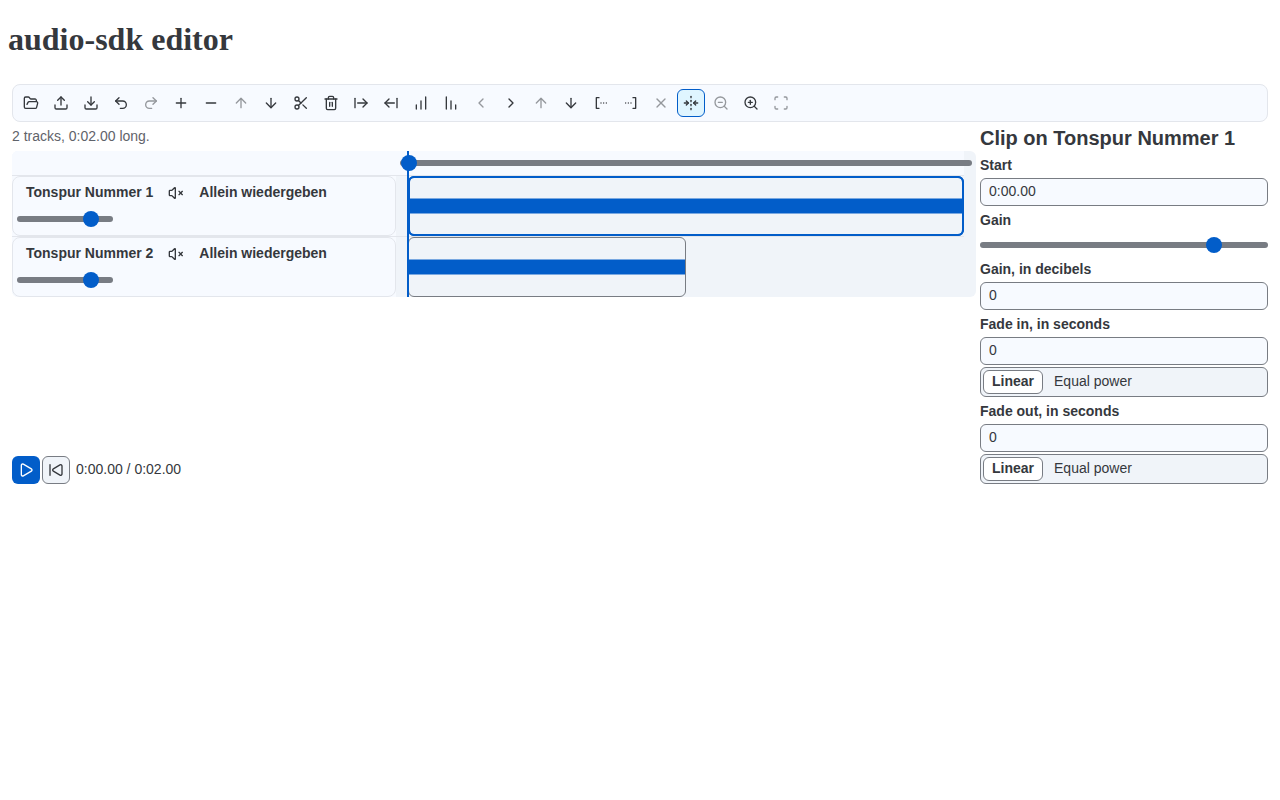 audio-sdk editor
2 tracks, 0:02.00 long.
Tonspur Nummer 1 Allein wiedergeben
Tonspur Nummer 2 Allein wiedergeben
0:00.00 / 0:02.00
Clip on Tonspur Nummer 1
Start
0:00.00
Gain
Gain, in decibels
0
Fade in, in seconds
0
Linear Equal power
Fade out, in seconds
0
Linear Equal power